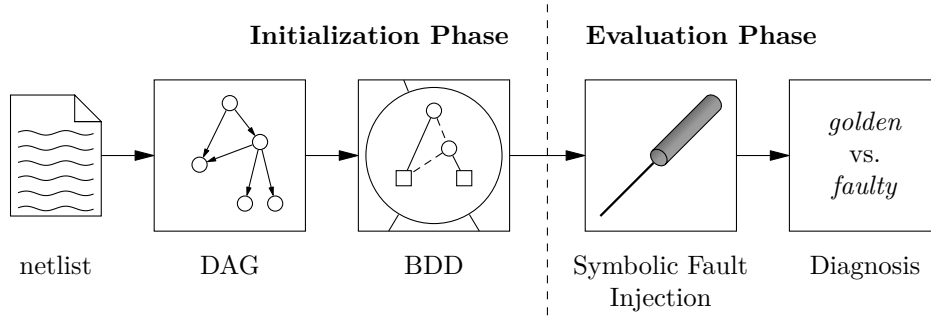 Initialization Phase
Evaluation Phase
golden
vs.
faulty
netlist
DAG
BDD
Symbolic Fault
Injection
Diagnosis